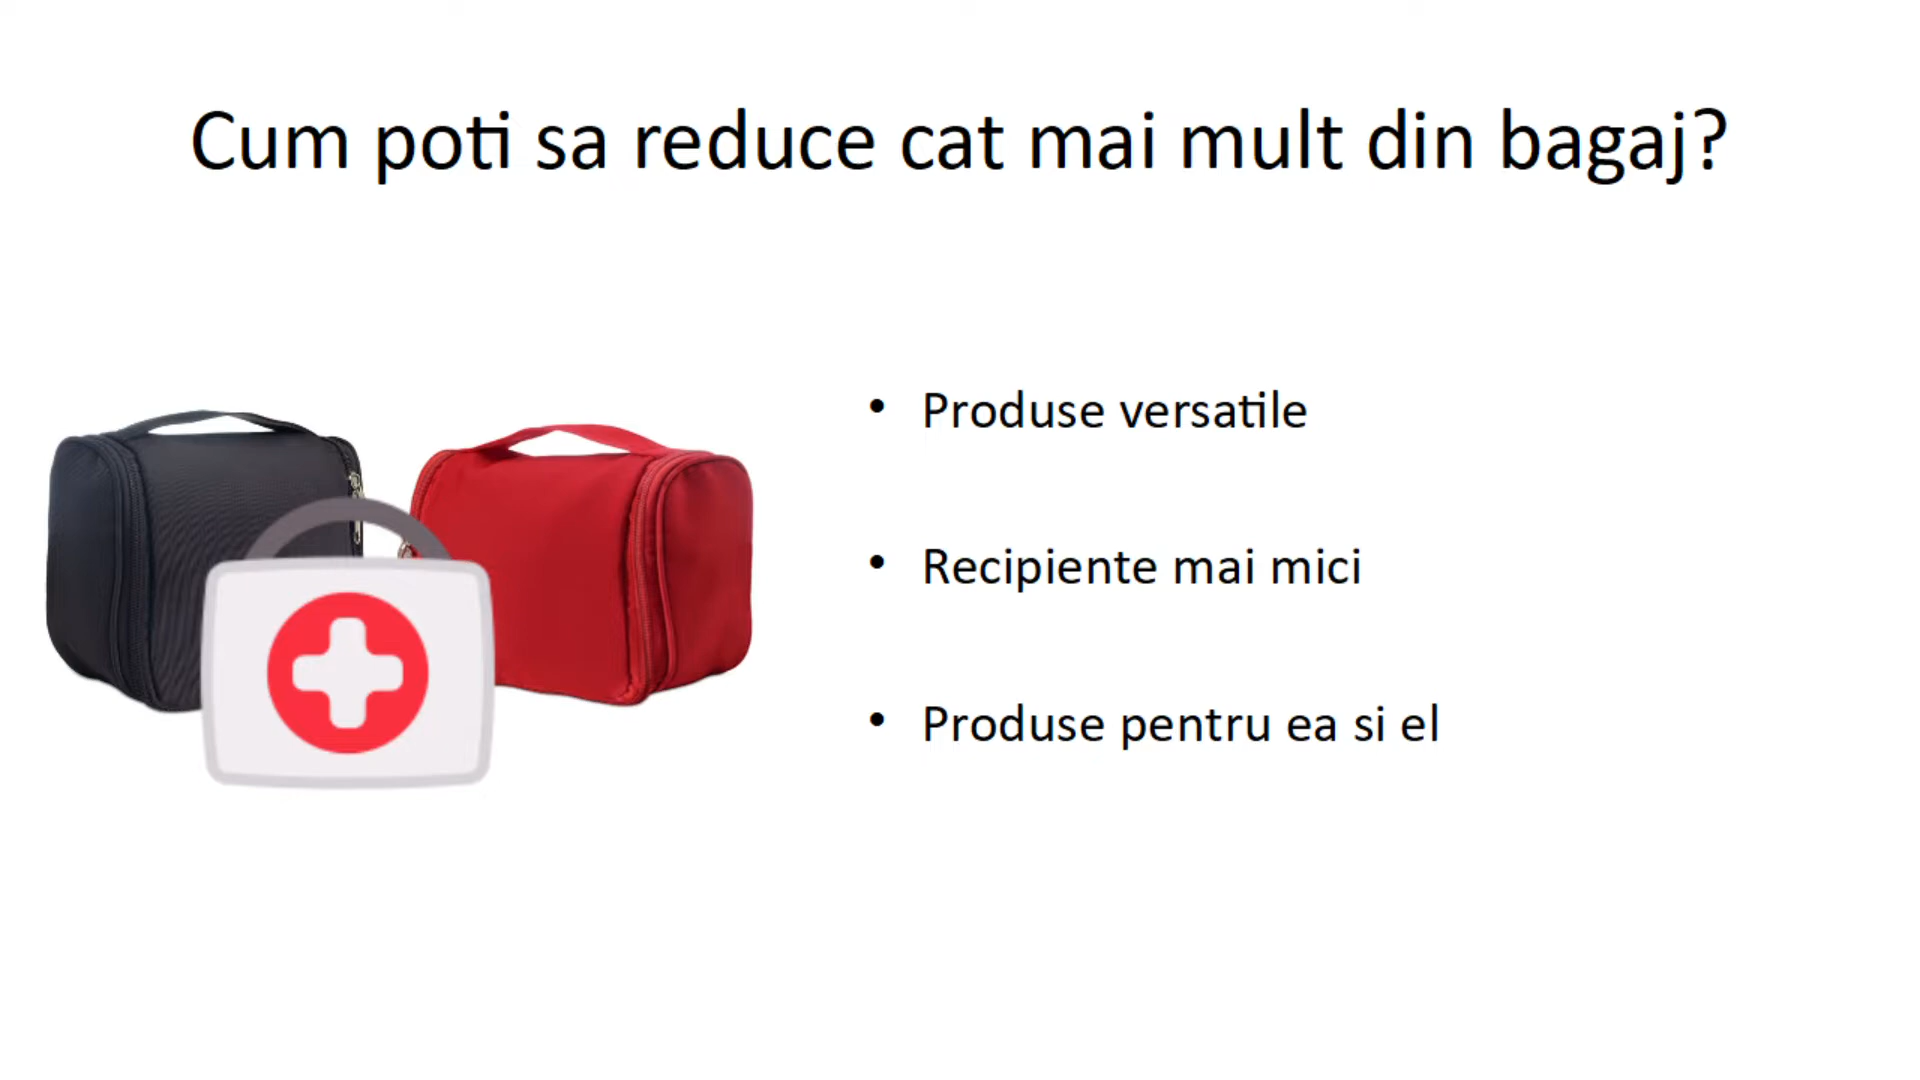 Cum poti sa reduce cat mai mult din bagaj?
• Produse versatile
• Recipiente mai mici
• Produse pentru ea si el